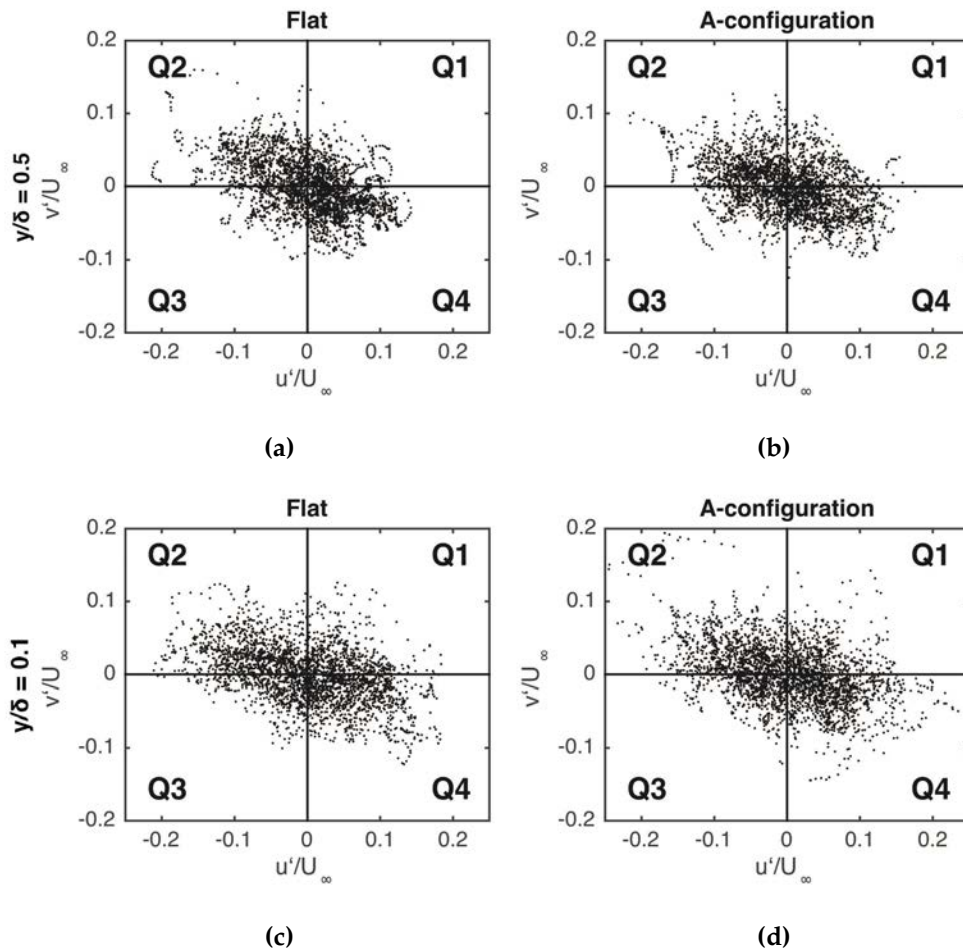 Flat
A-configuration
0.2
0.1
0
-0.1
-0.2
y/δ = 0.5
v'/U∞
Q2
Q1
Q3
Q4
-0.2 -0.1 0 0.1 0.2
u'/U∞
(a)
0.2
0.1
0
-0.1
-0.2
v'/U∞
Q2
Q1
Q3
Q4
-0.2 -0.1 0 0.1 0.2
u'/U∞
(b)
Flat
A-configuration
0.2
0.1
0
-0.1
-0.2
y/δ = 0.1
v'/U∞
Q2
Q1
Q3
Q4
-0.2 -0.1 0 0.1 0.2
u'/U∞
(c)
0.2
0.1
0
-0.1
-0.2
v'/U∞
Q2
Q1
Q3
Q4
-0.2 -0.1 0 0.1 0.2
u'/U∞
(d)